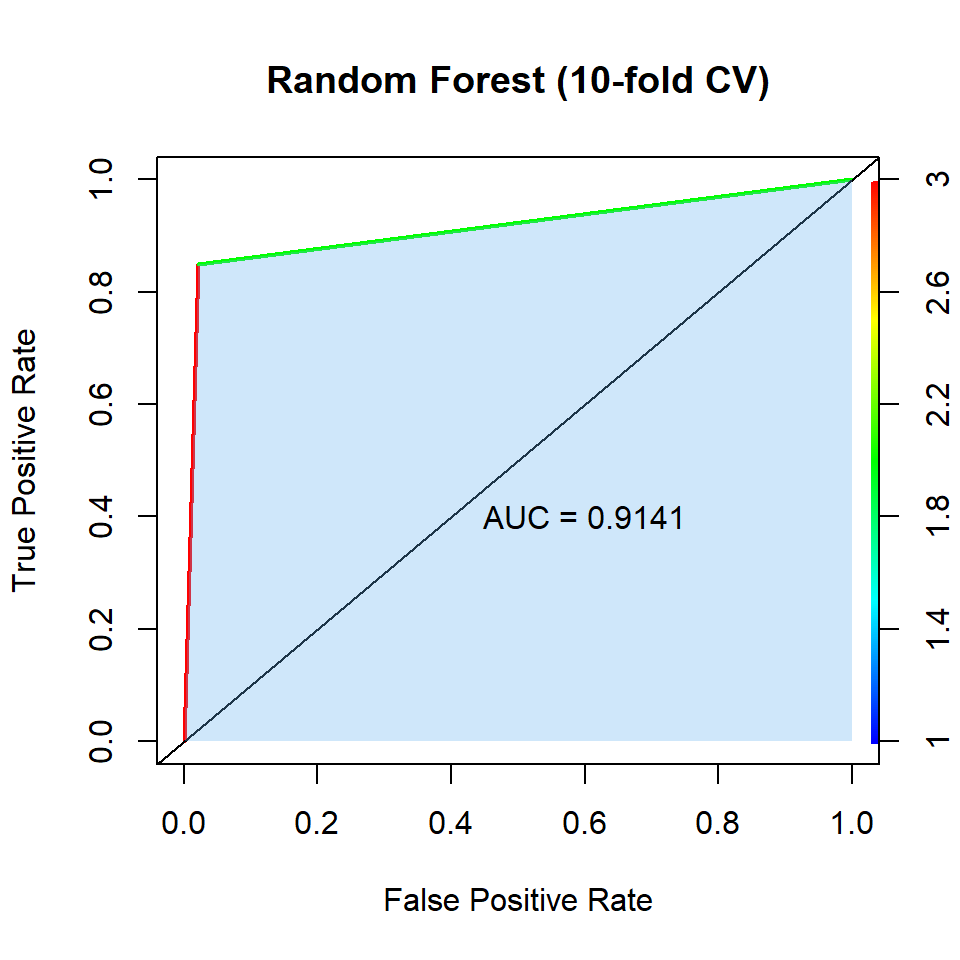 Random Forest (10-fold CV)
True Positive Rate
1.0
0.8
0.6
0.4
0.2
0.0
AUC = 0.9141
3
2.6
2.2
1.8
1.4
1
0.0 0.2 0.4 0.6 0.8 1.0
False Positive Rate